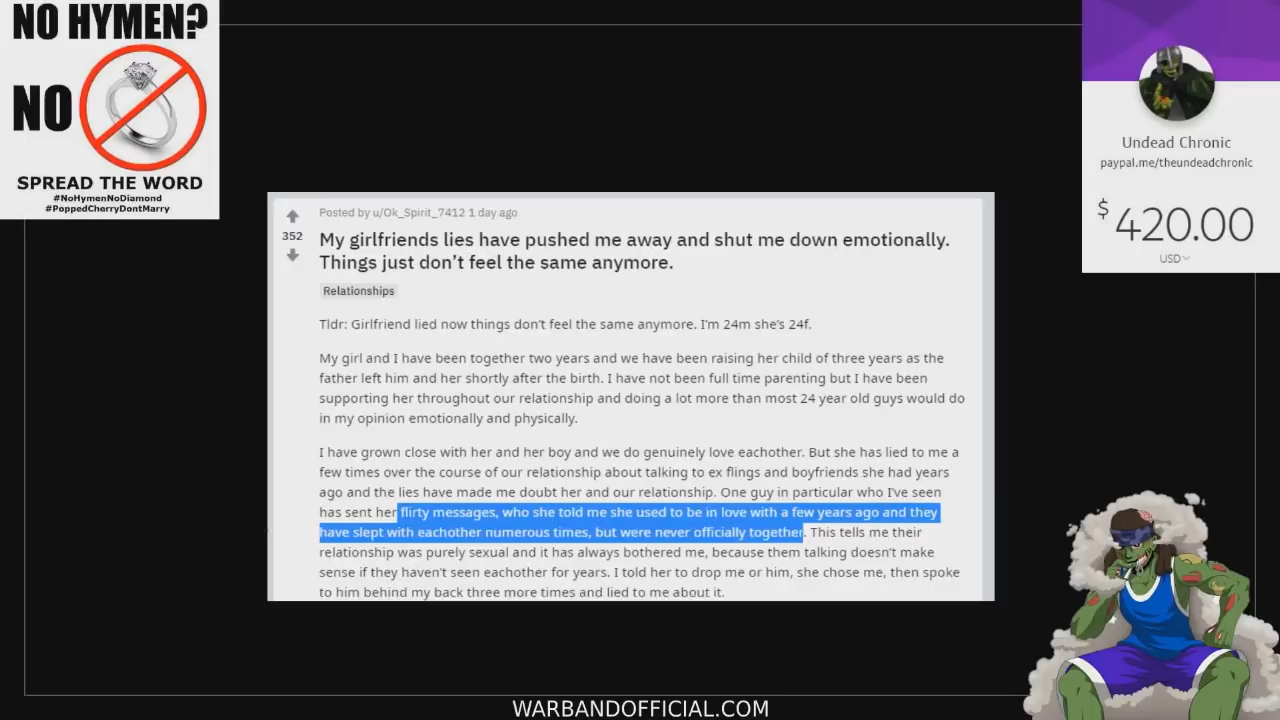 NO HYMEN?
NO
SPREAD THE WORD
#NoHymenNoDiamond
#PoppedCherryDontMarry
Undead Chronic
paypal.me/theundeadchronic
$420.00
USD
352
Posted by u/Ok_Spirit_7412 1 day ago
My girlfriends lies have pushed me away and shut me down emotionally.
Things just don’t feel the same anymore.
Relationships
Tldr: Girlfriend lied now things don’t feel the same anymore. I’m 24m she’s 24f.
My girl and I have been together two years and we have been raising her child of three years as the
father left him and her shortly after the birth. I have not been full time parenting but I have been
supporting her throughout our relationship and doing a lot more than most 24 year old guys would do
in my opinion emotionally and physically.
I have grown close with her and her boy and we do genuinely love eachother. But she has lied to me a
few times over the course of our relationship about talking to ex flings and boyfriends she had years
ago and the lies have made me doubt her and our relationship. One guy in particular who I’ve seen
has sent her flirty messages, who she told me she used to be in love with a few years ago and they
have slept with eachother numerous times, but were never officially together. This tells me their
relationship was purely sexual and it has always bothered me, because them talking doesn’t make
sense if they haven’t seen eachother for years. I told her to drop me or him, she chose me, then spoke
to him behind my back three more times and lied to me about it.
WARBANDOFFICIAL.COM